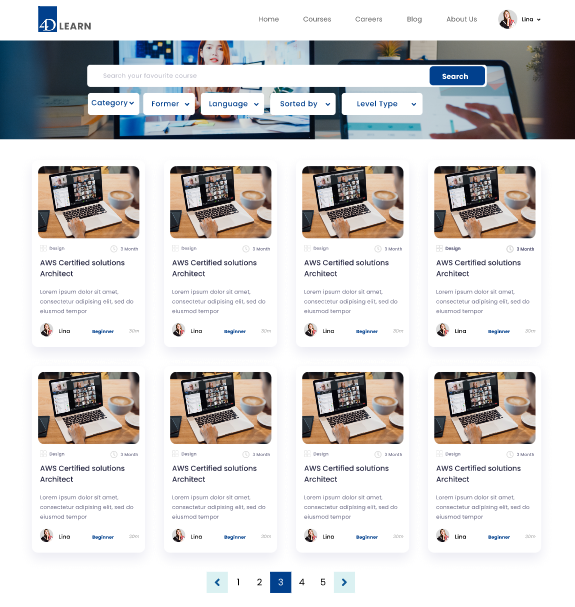 4D LEARN
Home Courses Careers Blog About Us Lina
Search your favourite course Search
Category Former Language Sorted by Level Type
Design 3 Month Design 3 Month Design 3 Month Design 3 Month
AWS Certified solutions AWS Certified solutions AWS Certified solutions AWS Certified solutions
Architect Architect Architect Architect
Lorem ipsum dolor sit amet, Lorem ipsum dolor sit amet, Lorem ipsum dolor sit amet, Lorem ipsum dolor sit amet,
consectetur adipising elit, sed do consectetur adipising elit, sed do consectetur adipising elit, sed do consectetur adipising elit, sed do
eiusmod tempor eiusmod tempor eiusmod tempor eiusmod tempor
Lina Beginner Lina Beginner Lina Beginner Lina Beginner
Design 3 Month Design 3 Month Design 3 Month Design 3 Month
AWS Certified solutions AWS Certified solutions AWS Certified solutions AWS Certified solutions
Architect Architect Architect Architect
Lorem ipsum dolor sit amet, Lorem ipsum dolor sit amet, Lorem ipsum dolor sit amet, Lorem ipsum dolor sit amet,
consectetur adipising elit, sed do consectetur adipising elit, sed do consectetur adipising elit, sed do consectetur adipising elit, sed do
eiusmod tempor eiusmod tempor eiusmod tempor eiusmod tempor
Lina Beginner Lina Beginner Lina Beginner Lina Beginner
1 2 3 4 5